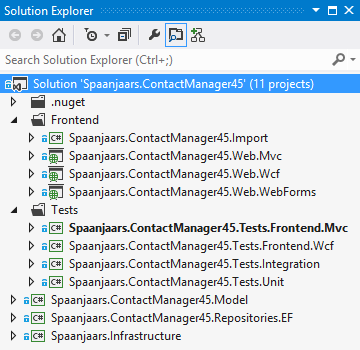 Solution Explorer
Search Solution Explorer (Ctrl+;)
Solution 'Spaanjaars.ContactManager45' (11 projects)
.nuget
Frontend
C# Spaanjaars.ContactManager45.Import
Spaanjaars.ContactManager45.Web.Mvc
Spaanjaars.ContactManager45.Web.Wcf
Spaanjaars.ContactManager45.Web.WebForms
Tests
C# Spaanjaars.ContactManager45.Tests.Frontend.Mvc
C# Spaanjaars.ContactManager45.Tests.Frontend.Wcf
C# Spaanjaars.ContactManager45.Tests.Integration
C# Spaanjaars.ContactManager45.Tests.Unit
C# Spaanjaars.ContactManager45.Model
C# Spaanjaars.ContactManager45.Repositories.EF
C# Spaanjaars.Infrastructure